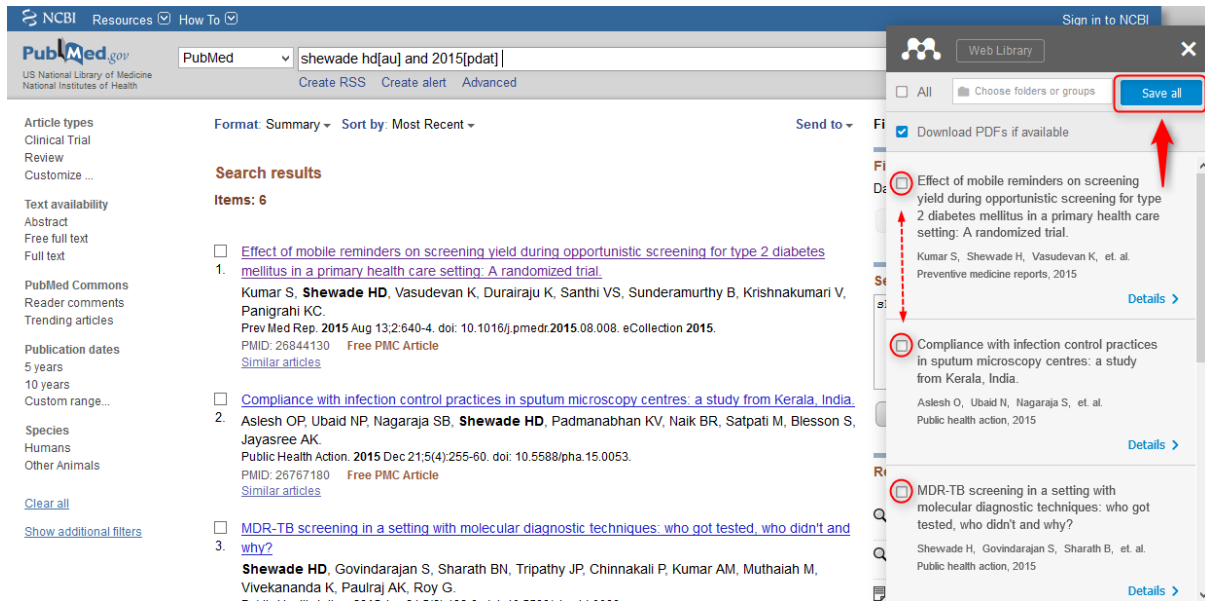 NCBI Resources How To Sign in to NCBI
PubMed.gov
US National Library of Medicine
National Institutes of Health
PubMed
shewade hd[au] and 2015[pdat]
Create RSS Create alert Advanced
Article types
Clinical Trial
Review
Customize ...
Text availability
Abstract
Free full text
Full text
PubMed Commons
Reader comments
Trending articles
Publication dates
5 years
10 years
Custom range...
Species
Humans
Other Animals
Clear all
Show additional filters
Format: Summary Sort by: Most Recent Send to
Search results
Items: 6
1. Effect of mobile reminders on screening yield during opportunistic screening for type 2 diabetes
mellitus in a primary health care setting: A randomized trial.
Kumar S, Shewade HD, Vasudevan K, Durairaju K, Santhi VS, Sunderamurthy B, Krishnakumari V,
Panigrahi KC.
Prev Med Rep. 2015 Aug 13;2:640-4. doi: 10.1016/j.pmedr.2015.08.008. eCollection 2015.
PMID: 26844130 Free PMC Article
Similar articles
2. Compliance with infection control practices in sputum microscopy centres: a study from Kerala, India.
Aslesh OP, Ubaid NP, Nagaraja SB, Shewade HD, Padmanabhan KV, Naik BR, Satpati M, Blesson S,
Jayasree AK.
Public Health Action. 2015 Dec 21;5(4):255-60. doi: 10.5588/pha.15.0053.
PMID: 26767180 Free PMC Article
Similar articles
3. MDR-TB screening in a setting with molecular diagnostic techniques: who got tested, who didn't and
why?
Shewade HD, Govindarajan S, Sharath BN, Tripathy JP, Chinnakali P, Kumar AM, Muthaiah M,
Vivekananda K, Paulraj AK, Roy G.
Web Library
All Choose folders or groups Save all
Download PDFs if available
Effect of mobile reminders on screening
yield during opportunistic screening for type
2 diabetes mellitus in a primary health care
setting: A randomized trial.
Kumar S, Shewade H, Vasudevan K, et. al.
Preventive medicine reports, 2015
Details
Compliance with infection control practices
in sputum microscopy centres: a study
from Kerala, India.
Aslesh O, Ubaid N, Nagaraja S, et. al.
Public health action, 2015
Details
MDR-TB screening in a setting with
molecular diagnostic techniques: who got
tested, who didn't and why?
Shewade H, Govindarajan S, Sharath B, et. al.
Public health action, 2015
Details